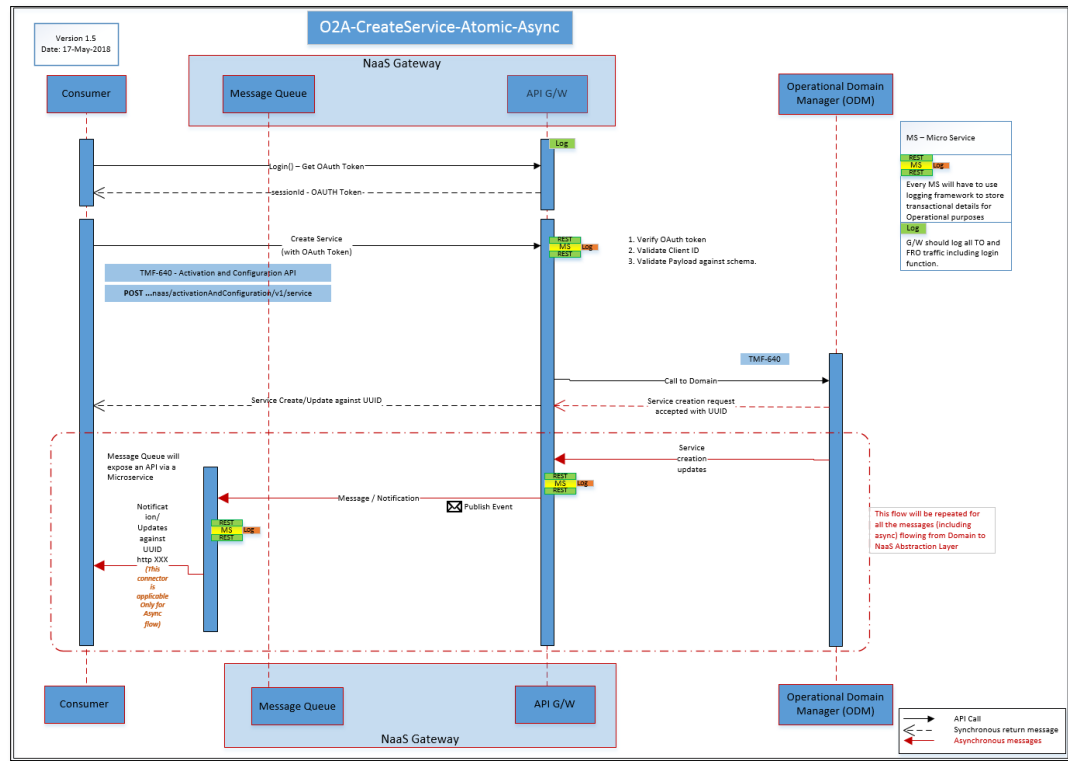 O2A-CreateService-Atomic-Async
Version 1.5
Date: 17-May-2018
NaaS Gateway
Consumer
Message Queue
API G/W
Operational Domain
Manager (ODM)
MS – Micro Service
REST
MS
Log
REST
Every MS will have to use
logging framework to store
transactional details for
Operational purposes
Log
G/W should log all TO and
FRO traffic including login
function.
Log
Login() – Get OAuth Token
sessionId - OAUTH Token
Create Service
(with OAuth Token)
REST
MS
Log
REST
1. Verify OAuth token
2. Validate Client ID
3. Validate Payload against schema.
TMF-640 - Activation and Configuration API
POST ...naas/activationAndConfiguration/v1/service
TMF-640
Call to Domain
Service Create/Update against UUID
Service creation request
accepted with UUID
Message Queue will
expose an API via a
Microservice
Service
creation
updates
REST
MS
Log
REST
Message / Notification
Publish Event
Notificat
ion/
Updates
against
UUID
http XXX
(This
connector
is
applicable
Only for
Async
flow)
REST
MS
Log
REST
This flow will be repeated for
all the messages (including
async) flowing from Domain to
NaaS Abstraction Layer
Consumer
Message Queue
API G/W
Operational Domain
Manager (ODM)
NaaS Gateway
API Call
Synchronous return message
Asynchronous messages